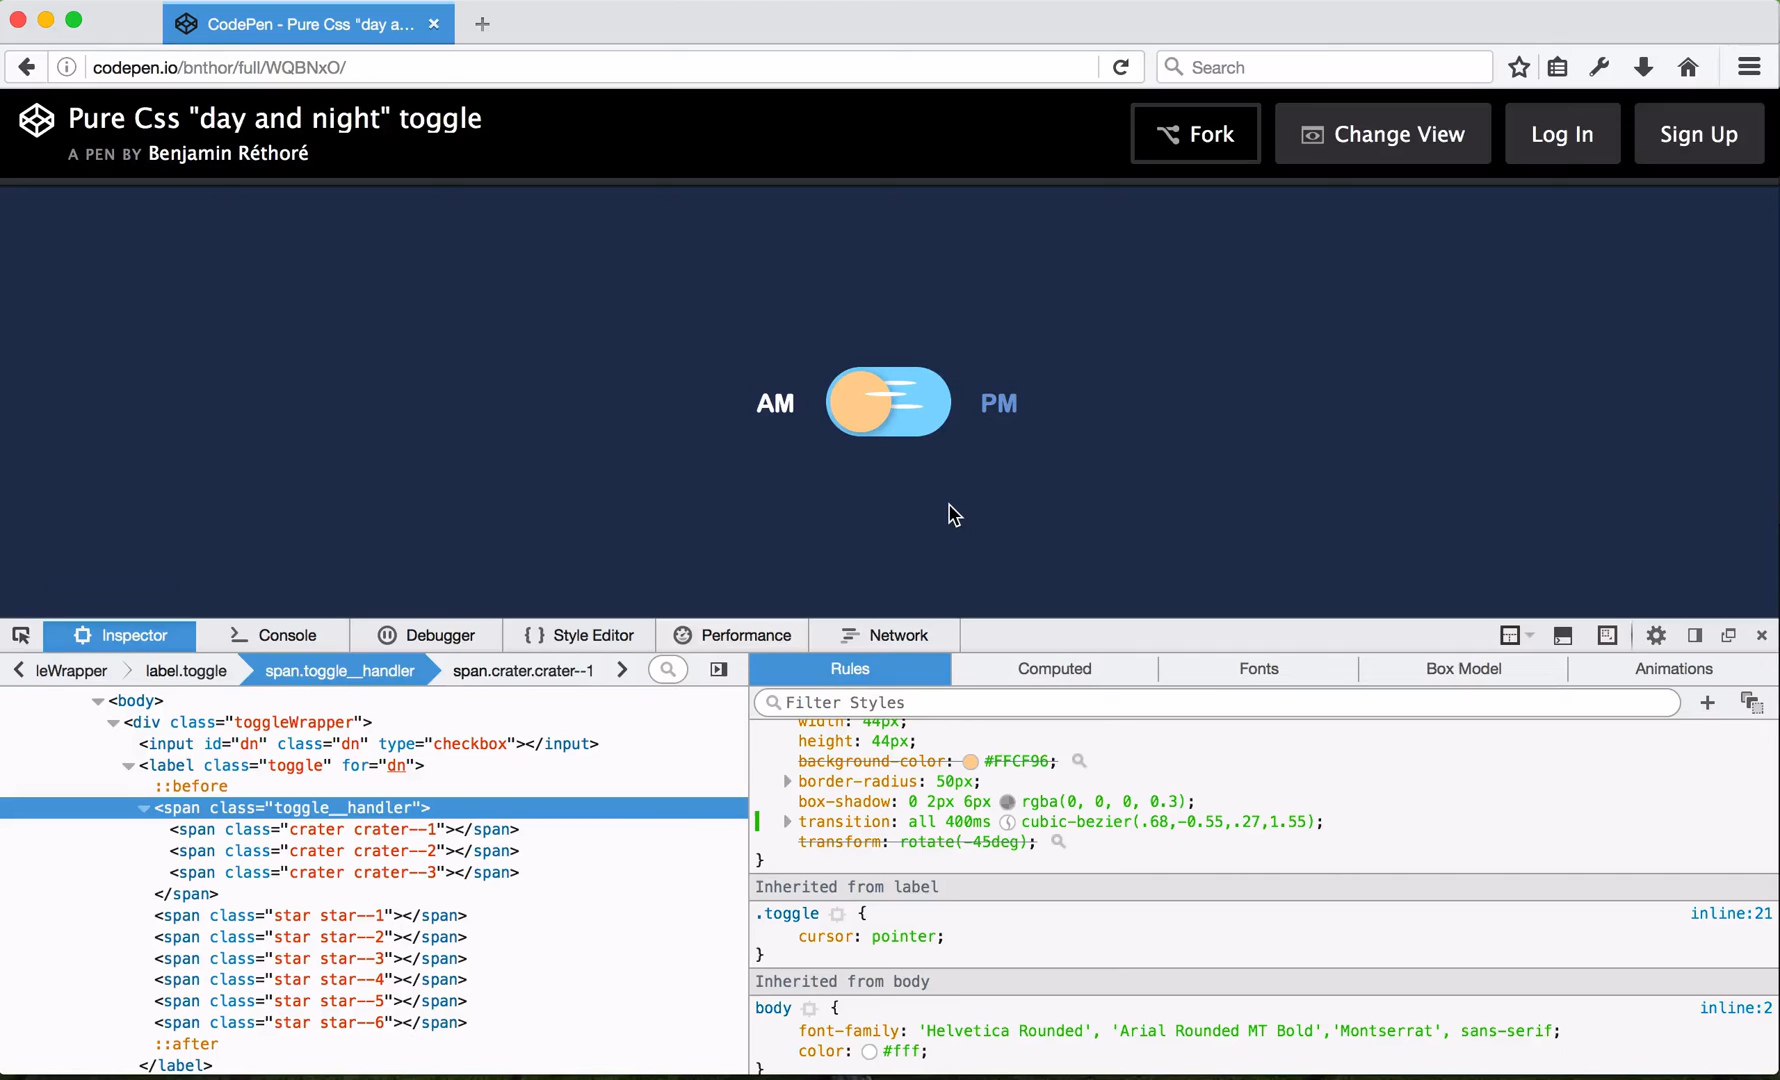 CodePen - Pure Css "day a...
codepen.io/bnthor/full/WQBNxO/
Search
Pure Css "day and night" toggle
A PEN BY Benjamin Réthoré
Fork
Change View
Log In
Sign Up
AM
PM
Inspector
Console
Debugger
{ } Style Editor
Performance
Network
leWrapper
label.toggle
span.toggle__handler
span.crater.crater--1
Rules
Computed
Fonts
Box Model
Animations
<body>
<div class="toggleWrapper">
<input id="dn" class="dn" type="checkbox"></input>
<label class="toggle" for="dn">
::before
<span class="toggle__handler">
<span class="crater crater--1"></span>
<span class="crater crater--2"></span>
<span class="crater crater--3"></span>
</span>
<span class="star star--1"></span>
<span class="star star--2"></span>
<span class="star star--3"></span>
<span class="star star--4"></span>
<span class="star star--5"></span>
<span class="star star--6"></span>
::after
</label>
Filter Styles
width: 44px;
height: 44px;
background-color: #FFCF96;
border-radius: 50px;
box-shadow: 0 2px 6px rgba(0, 0, 0, 0.3);
transition: all 400ms cubic-bezier(.68,-0.55,.27,1.55);
transform: rotate(-45deg);
}
Inherited from label
.toggle { inline:21
cursor: pointer;
}
Inherited from body
body { inline:2
font-family: 'Helvetica Rounded', 'Arial Rounded MT Bold','Montserrat', sans-serif;
color: #fff;
}